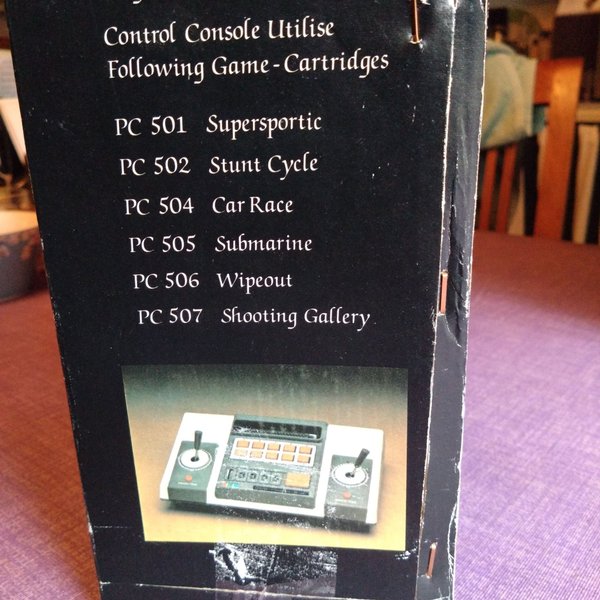 Control Console Utilise
Following Game-Cartridges
PC 501 Supersportic
PC 502 Stunt Cycle
PC 504 Car Race
PC 505 Submarine
PC 506 Wipeout
PC 507 Shooting Gallery